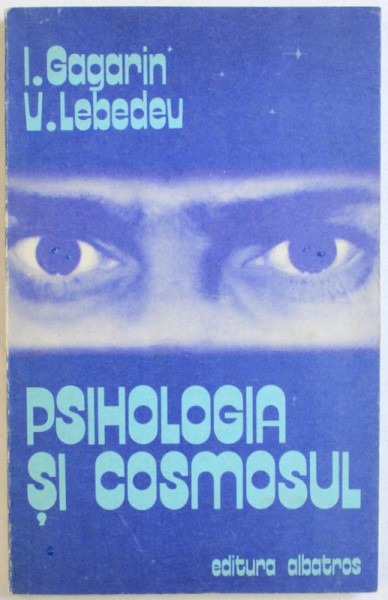 I. Gagarin
V. Lebedev
PSIHOLOGIA
ȘI COSMOSUL
editura albatros